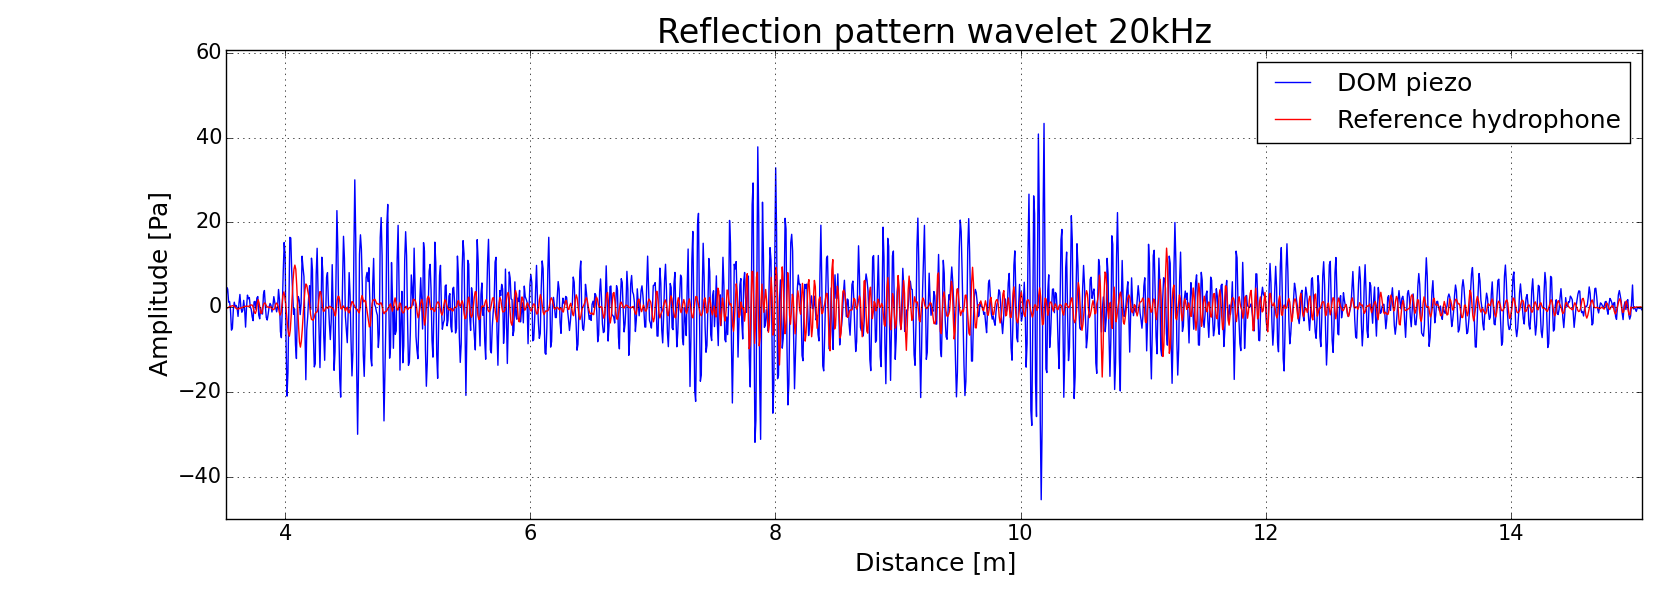 Reflection pattern wavelet 20kHz
DOM piezo
Reference hydrophone
Amplitude [Pa]
60
40
20
0
−20
−40
4 6 8 10 12 14
Distance [m]